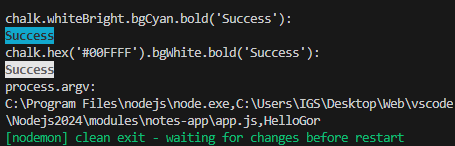 chalk.whiteBright.bgCyan.bold('Success'):
Success
chalk.hex('#00FFFF').bgWhite.bold('Success'):
Success
process.argv:
C:\Program Files\nodejs\node.exe,C:\Users\IGS\Desktop\Web\vscode
\Nodejs2024\modules\notes-app\app.js,HelloGor
[nodemon] clean exit - waiting for changes before restart